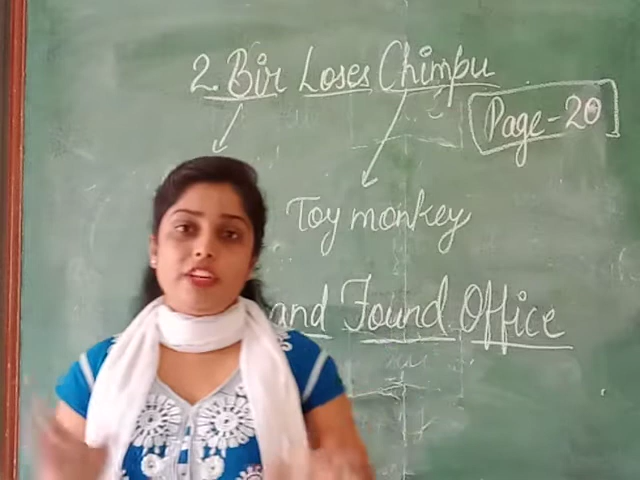 2. Bir Loses Chimpu
Page-20
Toy monkey
and Found Office